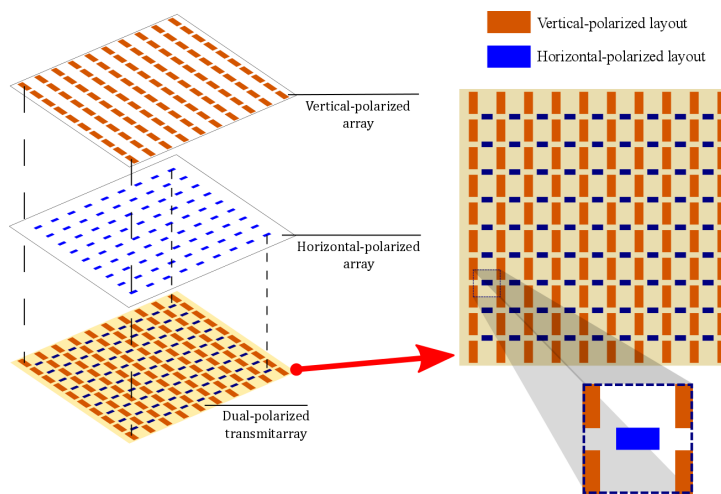 Vertical-polarized layout
Horizontal-polarized layout
Vertical-polarized
array
Horizontal-polarized
array
Dual-polarized
transmitarray